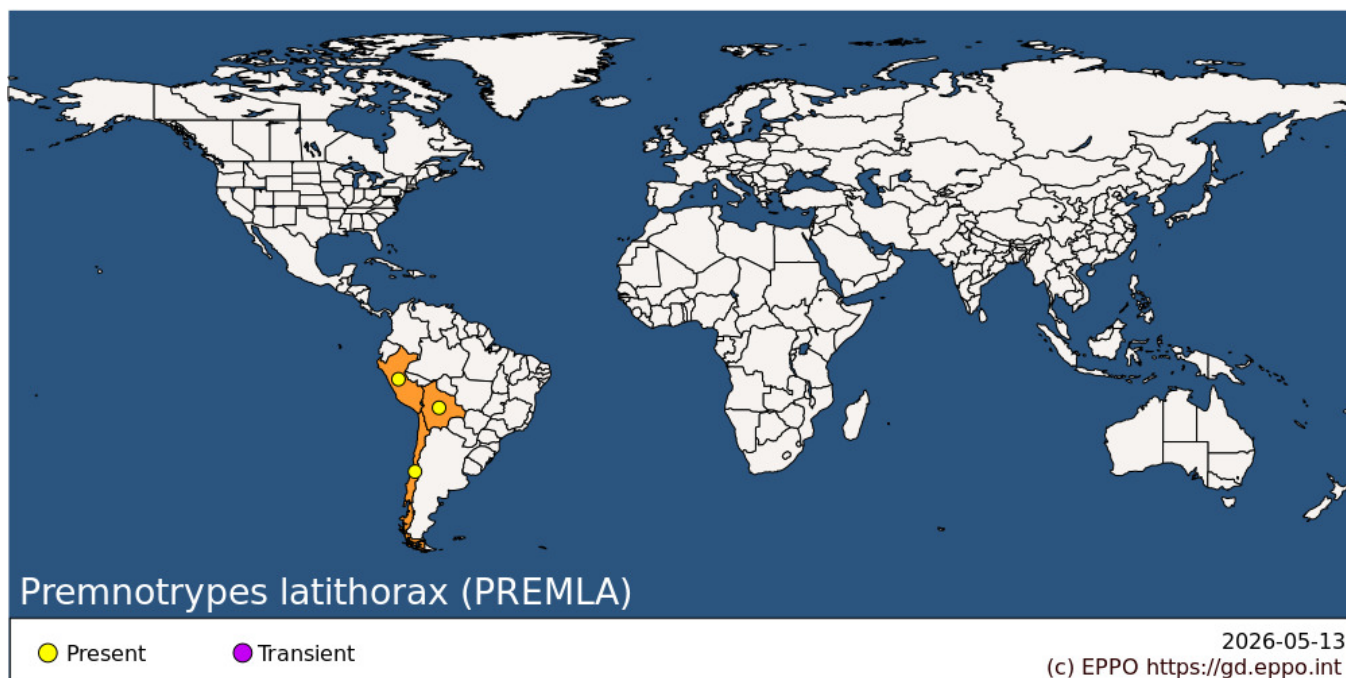 Premnotrypes latithorax (PREMLA)
Present
Transient
2026-05-13
(c) EPPO https://gd.eppo.int